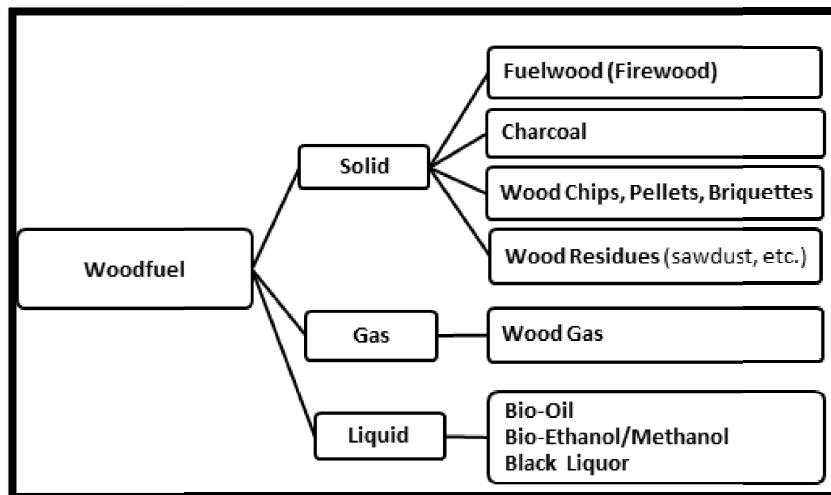 Woodfuel
Solid
Fuelwood (Firewood)
Charcoal
Wood Chips, Pellets, Briquettes
Wood Residues (sawdust, etc.)
Gas
Wood Gas
Liquid
Bio-Oil
Bio-Ethanol/Methanol
Black Liquor